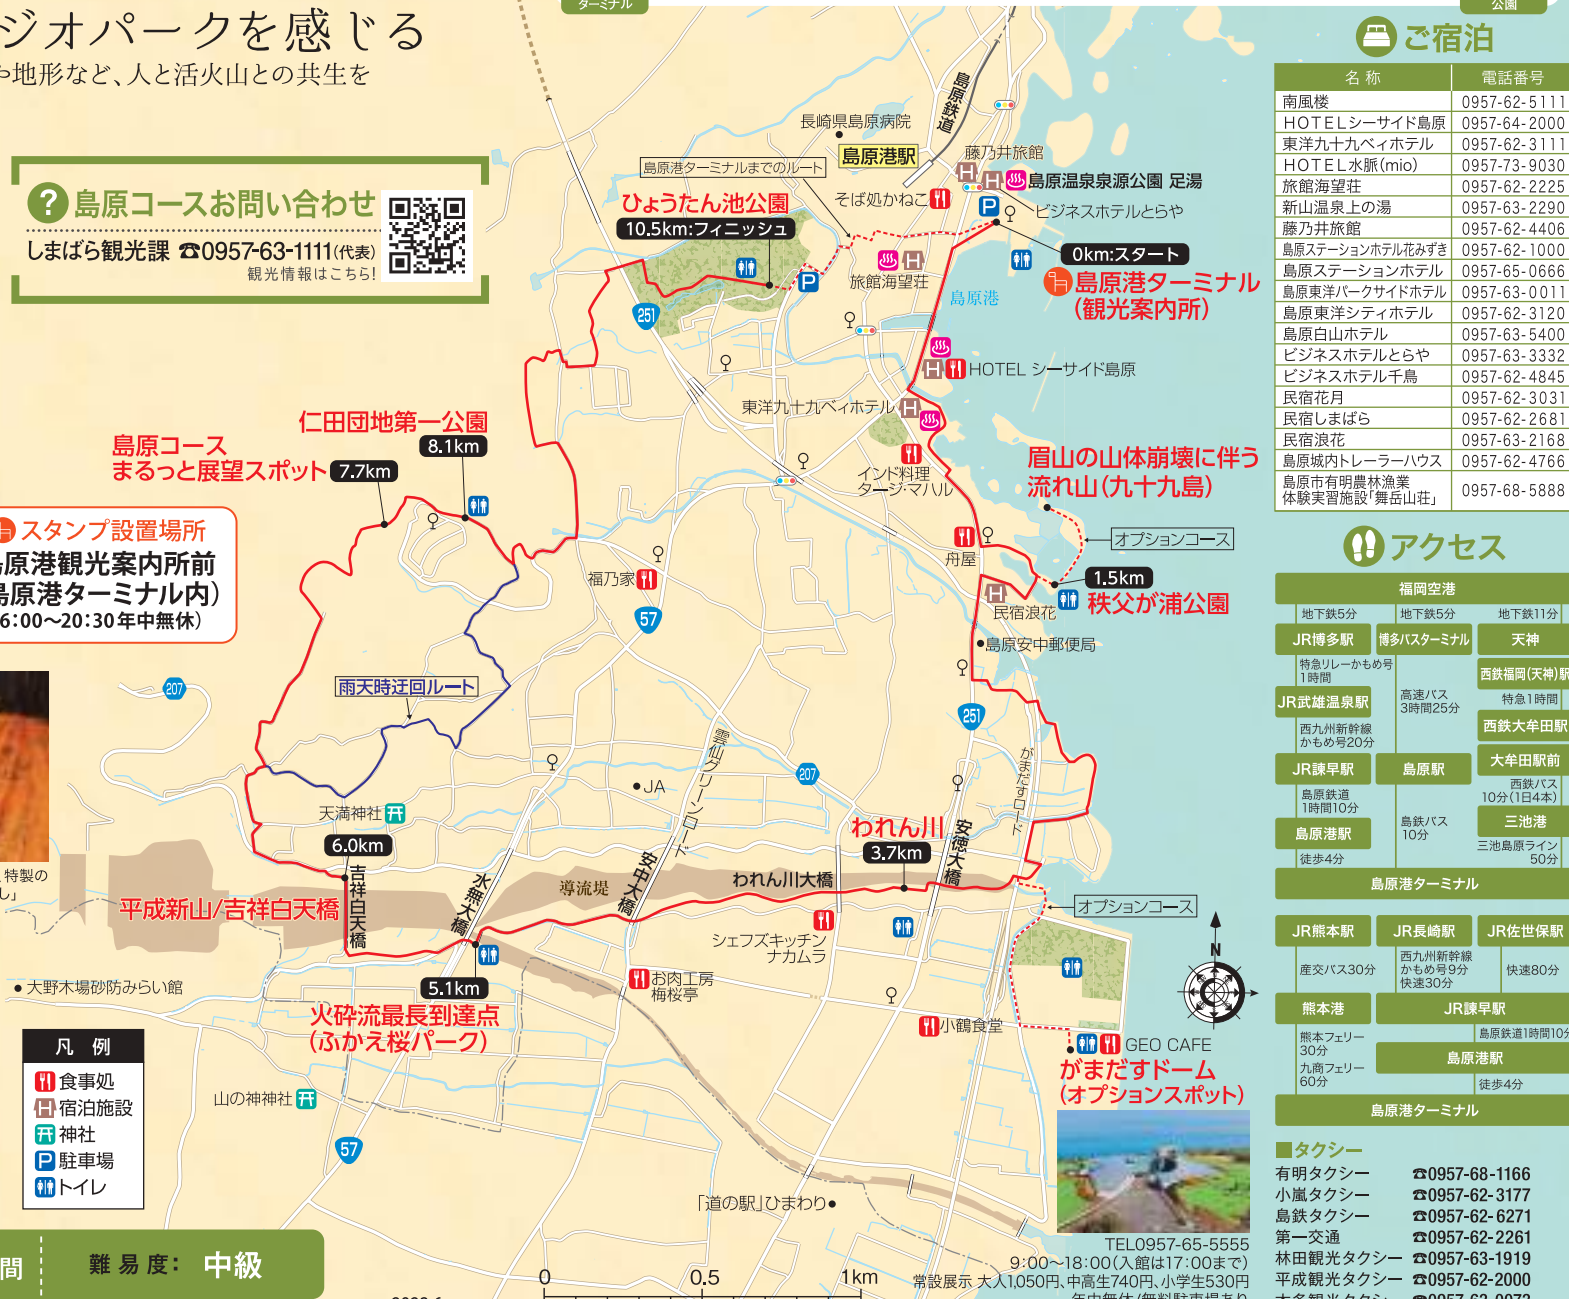 ターミナル
公園
ジオパークを感じる
や地形など、人と活火山との共生を
? 島原コースお問い合わせ
しまばら観光課 ☎0957-63-1111(代表)
観光情報はこちら!
島原鉄道
長崎県島原病院
島原港駅
藤乃井旅館
島原港ターミナルまでのルート
島原温泉泉源公園 足湯
そば処かねこ
ビジネスホテルとらや
ひょうたん池公園
10.5km:フィニッシュ
0km:スタート
島原港ターミナル
(観光案内所)
旅館海望荘
島原港
251
HOTEL シーサイド島原
東洋九十九ベィホテル
仁田団地第一公園
8.1km
島原コース
まるっと展望スポット 7.7km
インド料理
タージ・マハル
眉山の山体崩壊に伴う
流れ山(九十九島)
オプションコース
舟屋
1.5km
秩父が浦公園
民宿浪花
島原安中郵便局
スタンプ設置場所
島原港観光案内所前
島原港ターミナル内)
6:00〜20:30年中無休)
福乃家
57
207
雨天時迂回ルート
251
雲仙グリーンロード
207
がまだすロード
JA
天満神社
6.0km
吉祥白天橋
平成新山/吉祥白天橋
水無大橋
導流堤
安中大橋
われん川大橋
われん川
3.7km
安徳大橋
オプションコース
特製の
し」
シェフズキッチン
ナカムラ
N
大野木場砂防みらい館
5.1km
火砕流最長到達点
(ふかえ桜パーク)
お肉工房
梅桜亭
小鶴食堂
GEO CAFE
がまだすドーム
(オプションスポット)
凡 例
食事処
H 宿泊施設
神社
P 駐車場
トイレ
山の神神社
57
「道の駅」ひまわり
TEL0957-65-5555
9:00〜18:00(入館は17:00まで)
常設展示 大人1,050円、中高生740円、小学生530円
年中無休/無料駐車場あり
間
難易度: 中級
0 0.5 1km
ご宿泊
名 称 電話番号
南風楼 0957-62-5111
HOTELシーサイド島原 0957-64-2000
東洋九十九ベィホテル 0957-62-3111
HOTEL水脈(mio) 0957-73-9030
旅館海望荘 0957-62-2225
新山温泉上の湯 0957-63-2290
藤乃井旅館 0957-62-4406
島原ステーションホテル花みずき 0957-62-1000
島原ステーションホテル 0957-65-0666
島原東洋パークサイドホテル 0957-63-0011
島原東洋シティホテル 0957-62-3120
島原白山ホテル 0957-63-5400
ビジネスホテルとらや 0957-63-3332
ビジネスホテル千鳥 0957-62-4845
民宿花月 0957-62-3031
民宿しまばら 0957-62-2681
民宿浪花 0957-63-2168
島原城内トレーラーハウス 0957-62-4766
島原市有明農林漁業
体験実習施設「舞岳山荘」 0957-68-5888
アクセス
福岡空港
地下鉄5分 地下鉄5分 地下鉄11分
JR博多駅 博多バスターミナル 天神
特急リレーかもめ号
1時間
西鉄福岡(天神)駅
高速バス
3時間25分
特急1時間
JR武雄温泉駅
西鉄大牟田駅
西九州新幹線
かもめ号20分
JR諫早駅 島原駅 大牟田駅前
西鉄バス
10分(1日4本)
島原鉄道
1時間10分
島鉄バス
10分
三池港
島原港駅
三池島原ライン
50分
徒歩4分
島原港ターミナル
JR熊本駅 JR長崎駅 JR佐世保駅
産交バス30分
西九州新幹線
かもめ号9分
快速30分
快速80分
熊本港 JR諫早駅
熊本フェリー
30分
九商フェリー
60分
島原鉄道1時間10分
島原港駅
徒歩4分
島原港ターミナル
■タクシー
有明タクシー ☎0957-68-1166
小嵐タクシー ☎0957-62-3177
島鉄タクシー ☎0957-62-6271
第一交通 ☎0957-62-2261
林田観光タクシー ☎0957-63-1919
平成観光タクシー ☎0957-62-2000